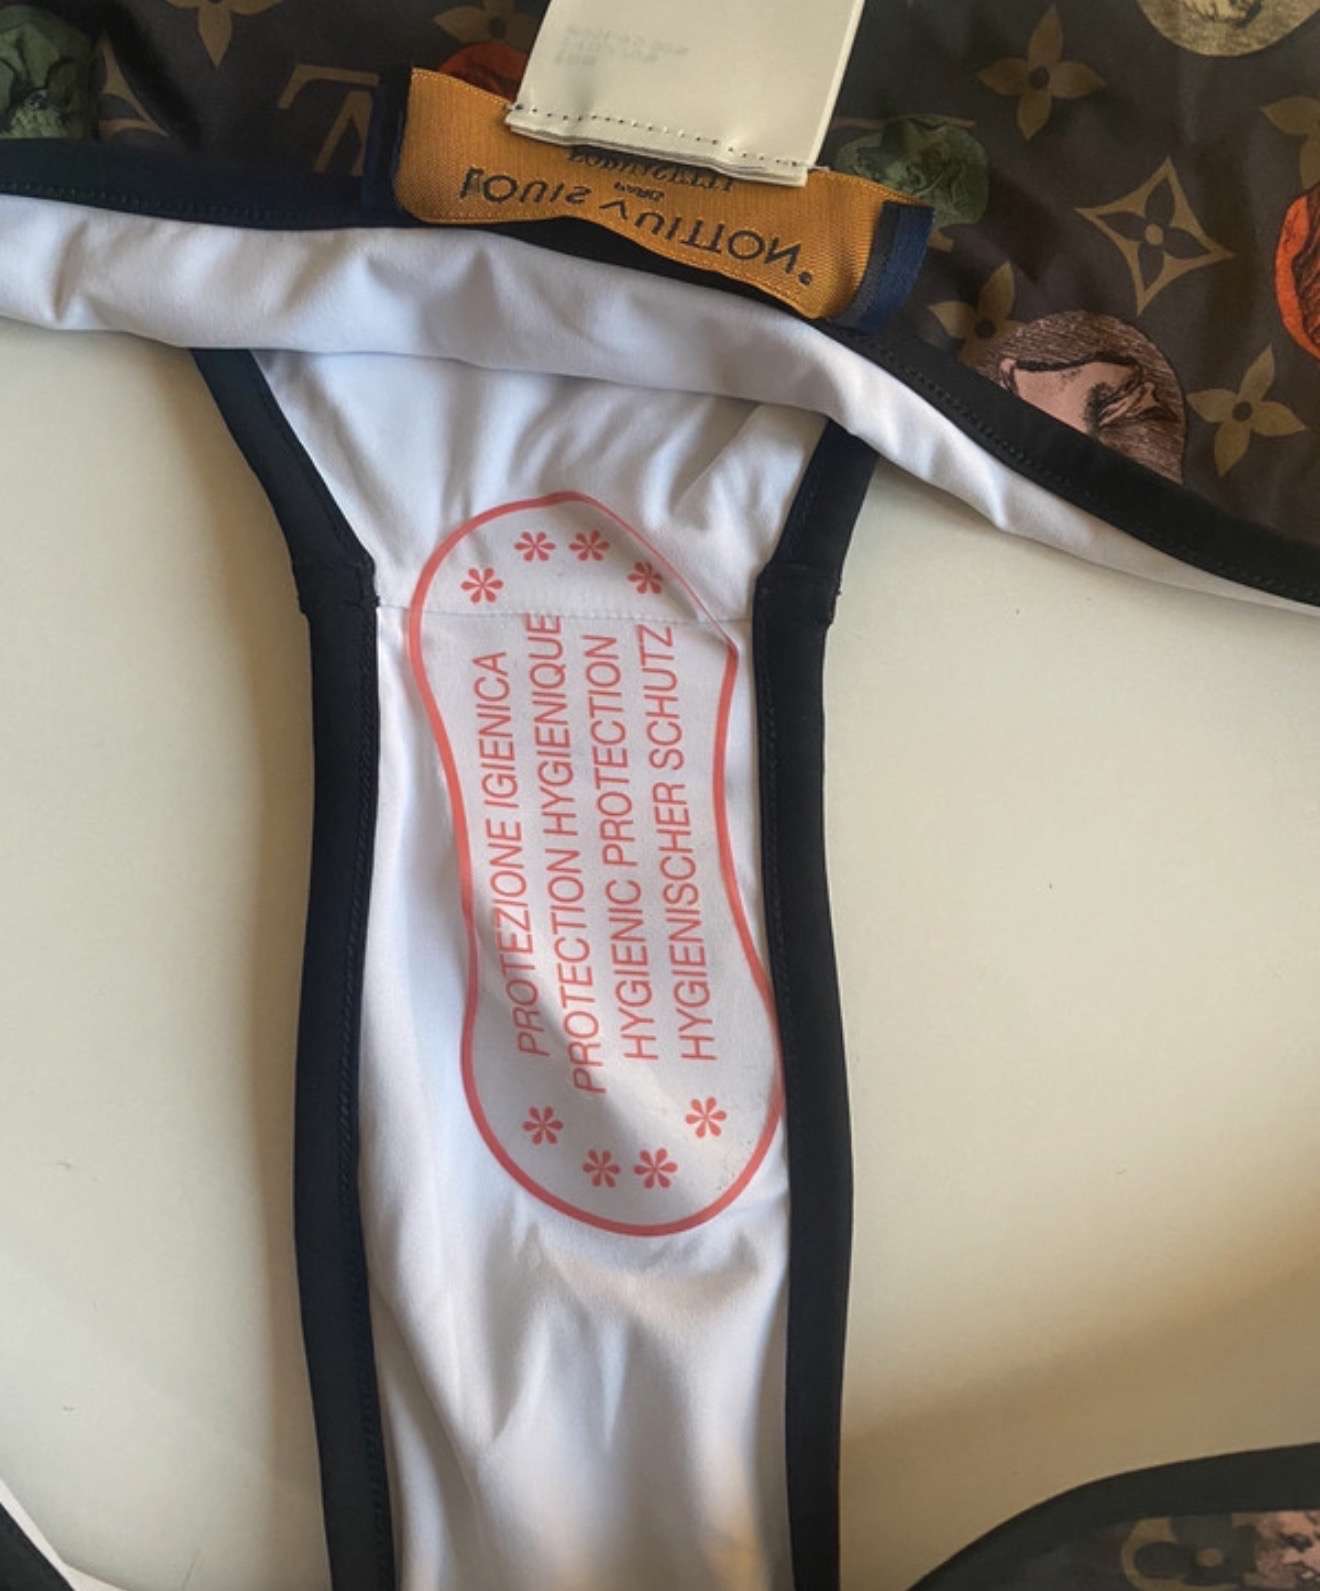 LOUIS VUITTON
PROTEZIONE IGIENICA
PROTECTION HYGIENIQUE
HYGIENIC PROTECTION
HYGIENISCHER SCHUTZ